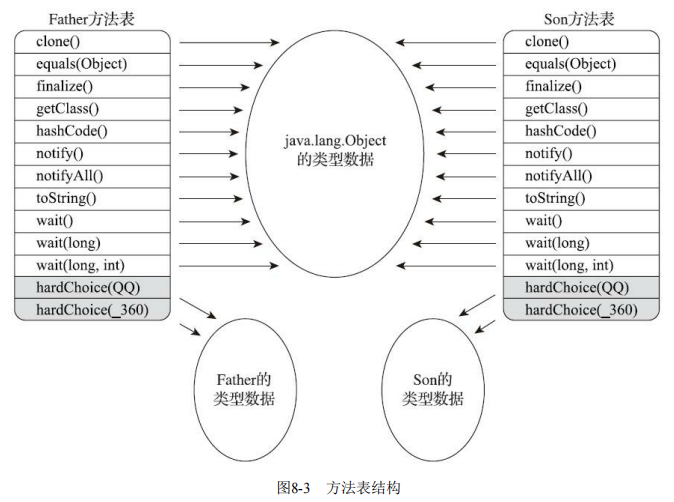 Father方法表
clone()
equals(Object)
finalize()
getClass()
hashCode()
notify()
notifyAll()
toString()
wait()
wait(long)
wait(long, int)
hardChoice(QQ)
hardChoice(_360)
java.lang.Object
的类型数据
Son方法表
clone()
equals(Object)
finalize()
getClass()
hashCode()
notify()
notifyAll()
toString()
wait()
wait(long)
wait(long, int)
hardChoice(QQ)
hardChoice(_360)
Father的
类型数据
Son的
类型数据
图8-3 方法表结构